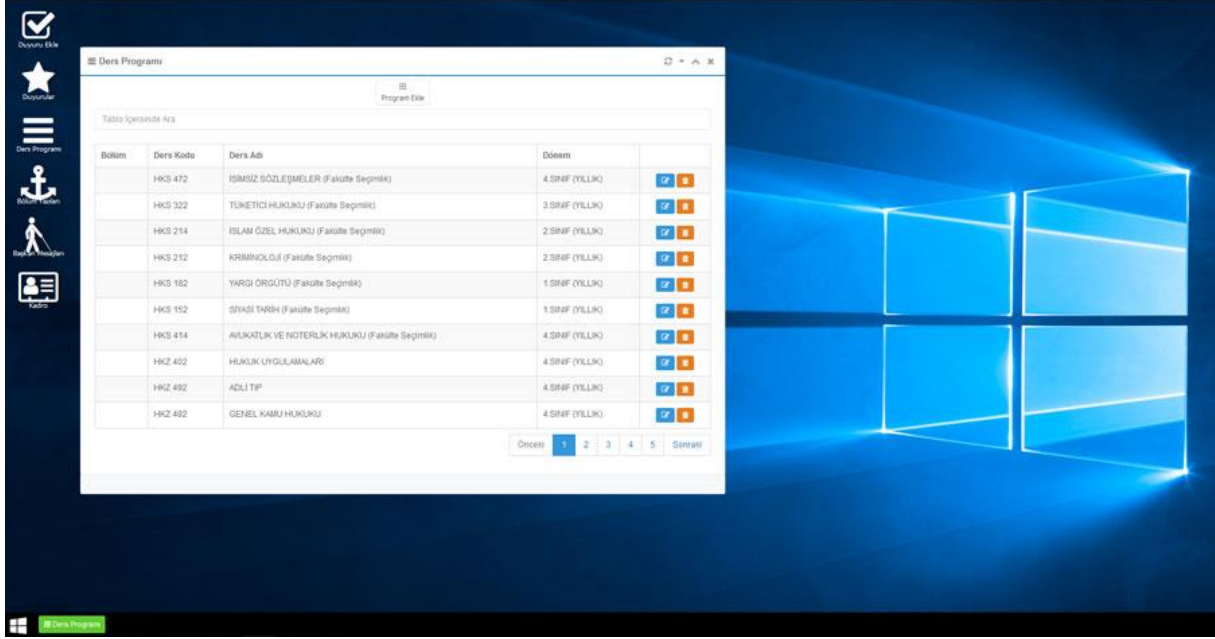 Duyuru Ekle
Duyurular
Ders Programı
Bölüm Yazıları
Başkan Mesajları
Kadro
Ders Programı
Program Ekle
Tablo İçersinde Ara
Bölüm Ders Kodu Ders Adı Dönem
HKS 472 İSİMSİZ SÖZLEŞMELER (Fakülte Seçimlik) 4.SINIF (YILLIK)
HKS 322 TÜKETİCİ HUKUKU (Fakülte Seçimlik) 3.SINIF (YILLIK)
HKS 214 İSLAM ÖZEL HUKUKU (Fakülte Seçimlik) 2.SINIF (YILLIK)
HKS 212 KRİMİNOLOJİ (Fakülte Seçimlik) 2.SINIF (YILLIK)
HKS 182 YARGI ÖRGÜTÜ (Fakülte Seçimlik) 1.SINIF (YILLIK)
HKS 152 SİYASİ TARİH (Fakülte Seçimlik) 1.SINIF (YILLIK)
HKS 414 AVUKATLIK VE NOTERLİK HUKUKU (Fakülte Seçimlik) 4.SINIF (YILLIK)
HKZ 402 HUKUK UYGULAMALARI 4.SINIF (YILLIK)
HKZ 492 ADLİ TIP 4.SINIF (YILLIK)
HKZ 482 GENEL KAMU HUKUKU 4.SINIF (YILLIK)
Önceki 1 2 3 4 5 Sonraki
Ders Programı